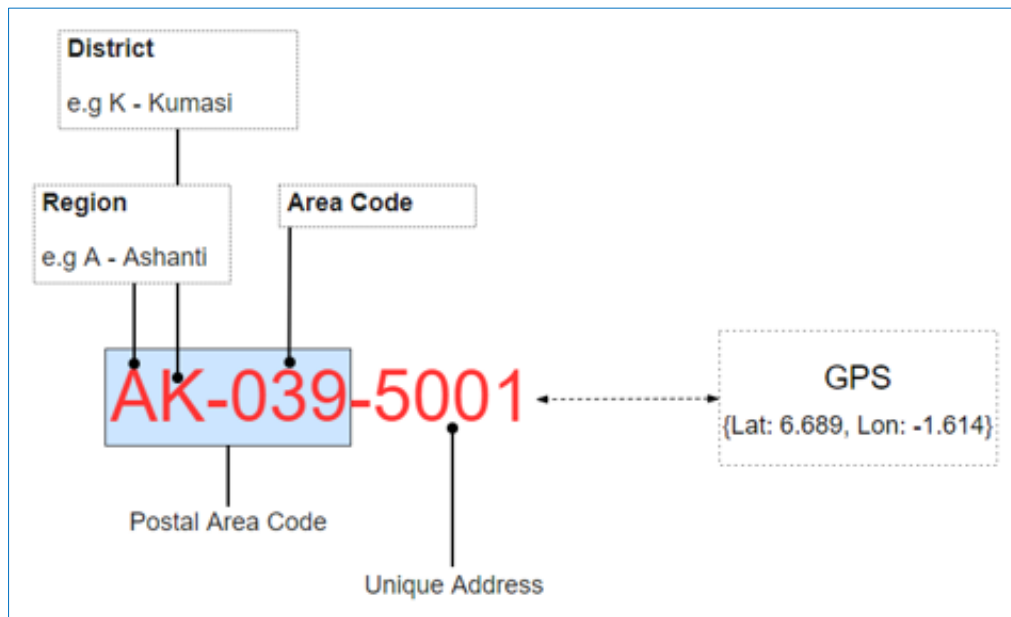 District
e.g K - Kumasi
Region
e.g A - Ashanti
Area Code
AK-039-5001
GPS
{Lat: 6.689, Lon: -1.614}
Postal Area Code
Unique Address